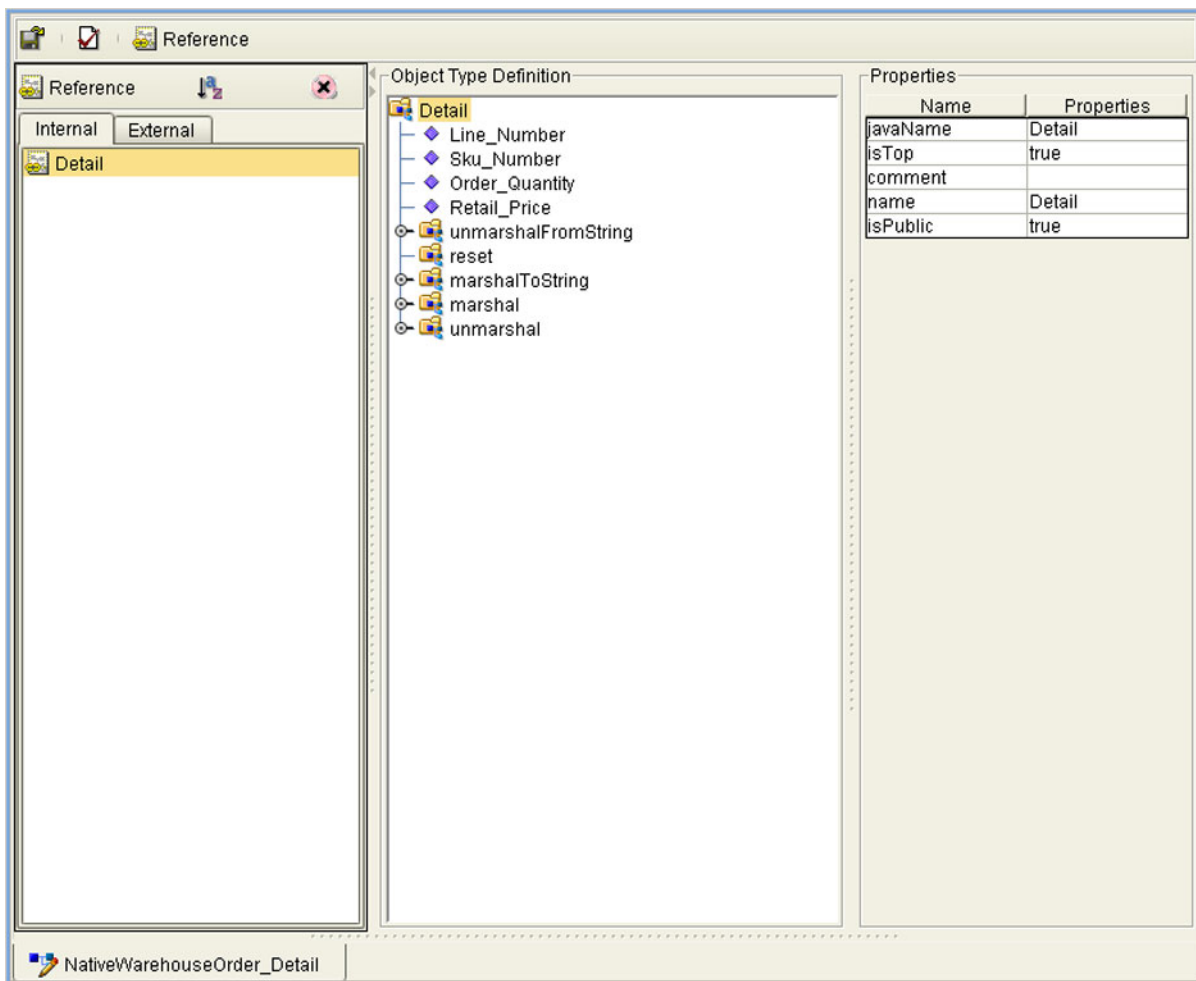 Reference
Reference
Internal External
Detail
Object Type Definition
Detail
Line_Number
Sku_Number
Order_Quantity
Retail_Price
unmarshalFromString
reset
marshalToString
marshal
unmarshal
Properties
Name Properties
javaName Detail
isTop true
comment
name Detail
isPublic true
NativeWarehouseOrder_Detail